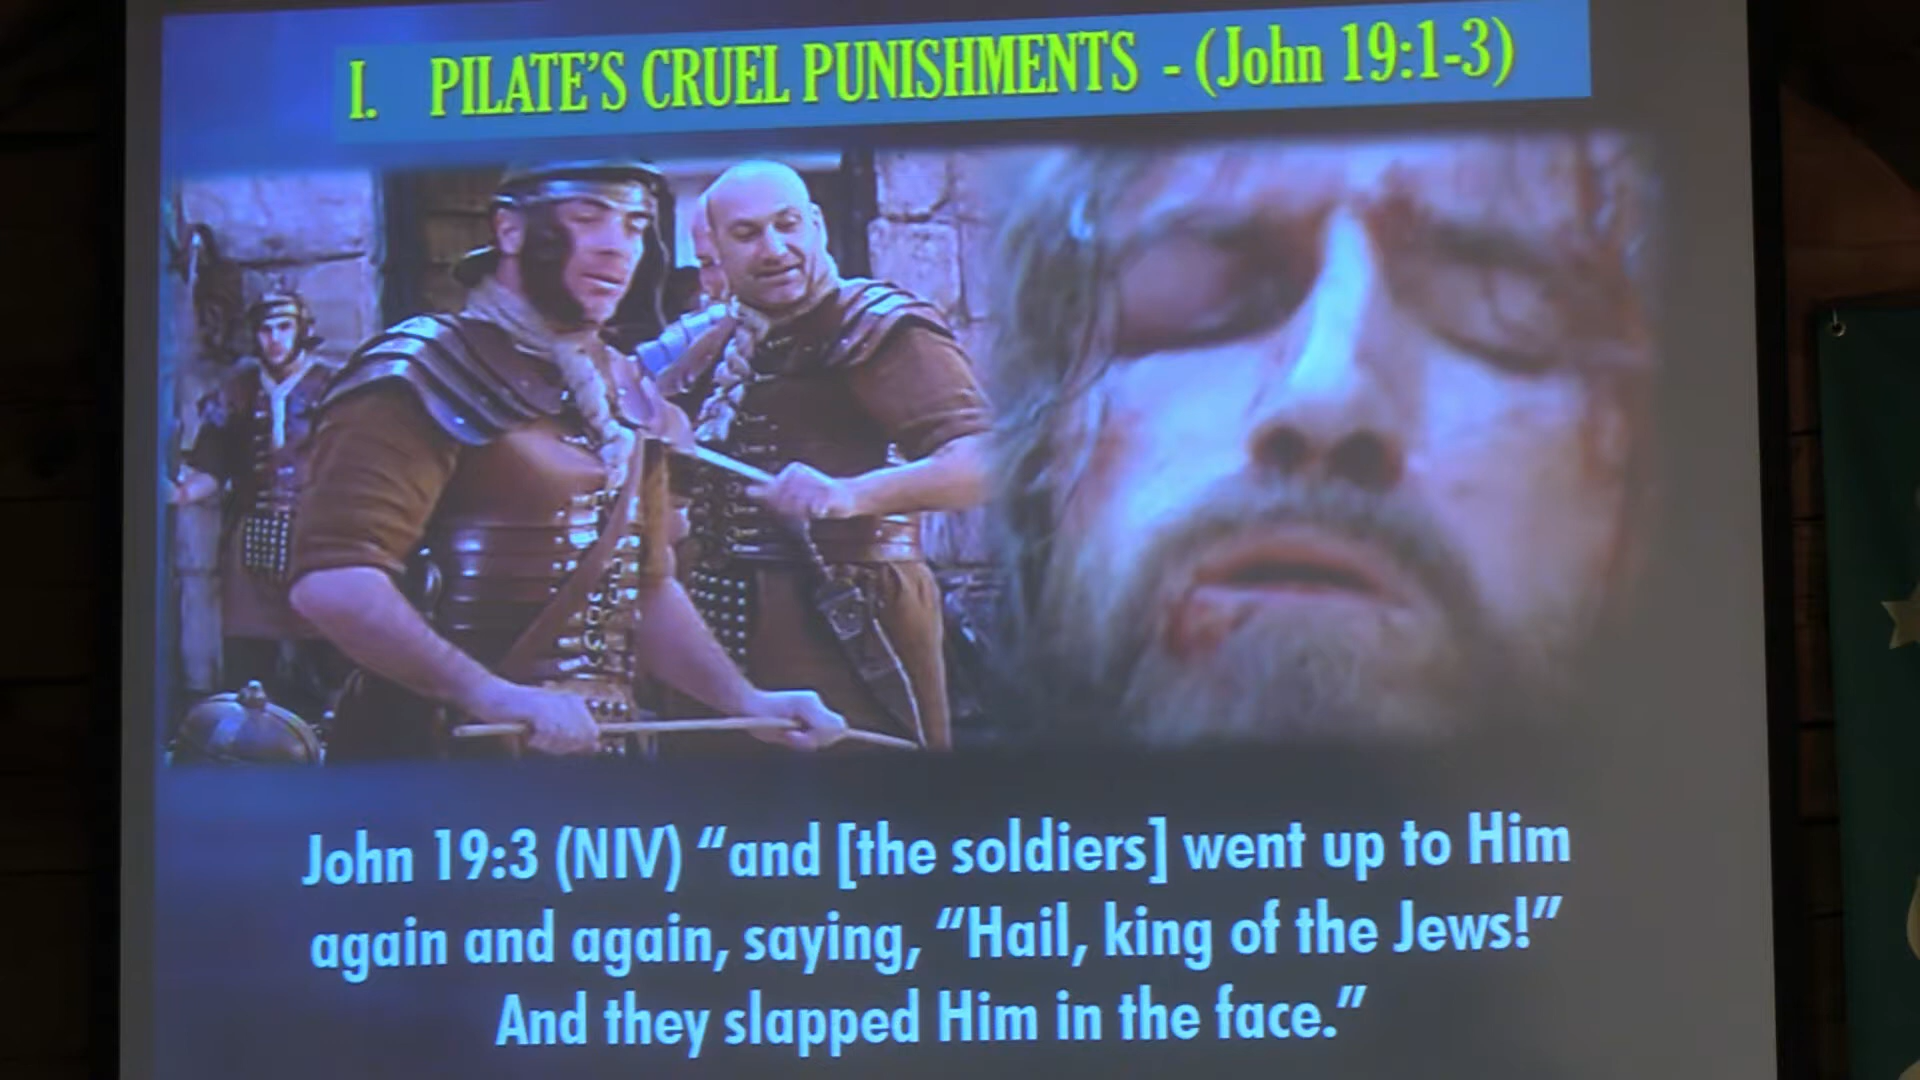 I. PILATE'S CRUEL PUNISHMENTS - (John 19:1-3)
John 19:3 (NIV) “and [the soldiers] went up to Him
again and again, saying, “Hail, king of the Jews!”
And they slapped Him in the face.”